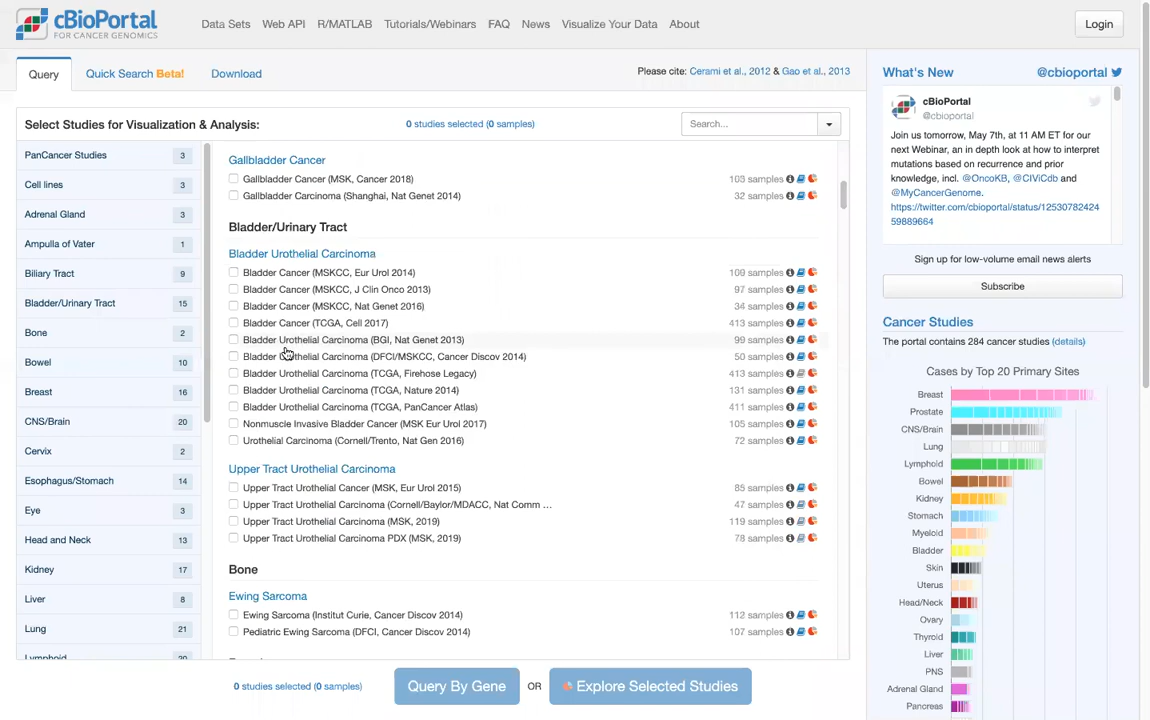 cBioPortal
FOR CANCER GENOMICS
Data Sets Web API R/MATLAB Tutorials/Webinars FAQ News Visualize Your Data About
Login
Query Quick Search Beta! Download
Please cite: Cerami et al., 2012 & Gao et al., 2013
Select Studies for Visualization & Analysis:
0 studies selected (0 samples)
Search...
PanCancer Studies 3
Cell lines 3
Adrenal Gland 3
Ampulla of Vater 1
Biliary Tract 9
Bladder/Urinary Tract 15
Bone 2
Bowel 10
Breast 16
CNS/Brain 20
Cervix 2
Esophagus/Stomach 14
Eye 3
Head and Neck 13
Kidney 17
Liver 8
Lung 21
Lymphoid 20
Gallbladder Cancer
Gallbladder Cancer (MSK, Cancer 2018) 103 samples
Gallbladder Carcinoma (Shanghai, Nat Genet 2014) 32 samples
Bladder/Urinary Tract
Bladder Urothelial Carcinoma
Bladder Cancer (MSKCC, Eur Urol 2014) 109 samples
Bladder Cancer (MSKCC, J Clin Onco 2013) 97 samples
Bladder Cancer (MSKCC, Nat Genet 2016) 34 samples
Bladder Cancer (TCGA, Cell 2017) 413 samples
Bladder Urothelial Carcinoma (BGI, Nat Genet 2013) 99 samples
Bladder Urothelial Carcinoma (DFCI/MSKCC, Cancer Discov 2014) 50 samples
Bladder Urothelial Carcinoma (TCGA, Firehose Legacy) 413 samples
Bladder Urothelial Carcinoma (TCGA, Nature 2014) 131 samples
Bladder Urothelial Carcinoma (TCGA, PanCancer Atlas) 411 samples
Nonmuscle Invasive Bladder Cancer (MSK Eur Urol 2017) 105 samples
Urothelial Carcinoma (Cornell/Trento, Nat Gen 2016) 72 samples
Upper Tract Urothelial Carcinoma
Upper Tract Urothelial Cancer (MSK, Eur Urol 2015) 85 samples
Upper Tract Urothelial Carcinoma (Cornell/Baylor/MDACC, Nat Comm ... 47 samples
Upper Tract Urothelial Carcinoma (MSK, 2019) 119 samples
Upper Tract Urothelial Carcinoma PDX (MSK, 2019) 78 samples
Bone
Ewing Sarcoma
Ewing Sarcoma (Institut Curie, Cancer Discov 2014) 112 samples
Pediatric Ewing Sarcoma (DFCI, Cancer Discov 2014) 107 samples
0 studies selected (0 samples)
Query By Gene OR Explore Selected Studies
What's New @cbioportal
cBioPortal
@cbioportal
Join us tomorrow, May 7th, at 11 AM ET for our
next Webinar, an in depth look at how to interpret
mutations based on recurrence and prior
knowledge, incl. @OncoKB, @CIViCdb and
@MyCancerGenome.
https://twitter.com/cbioportal/status/12530782424
59889664
Sign up for low-volume email news alerts
Subscribe
Cancer Studies
The portal contains 284 cancer studies (details)
Cases by Top 20 Primary Sites
Breast
Prostate
CNS/Brain
Lung
Lymphoid
Bowel
Kidney
Stomach
Myeloid
Bladder
Skin
Uterus
Head/Neck
Ovary
Thyroid
Liver
PNS
Adrenal Gland
Pancreas